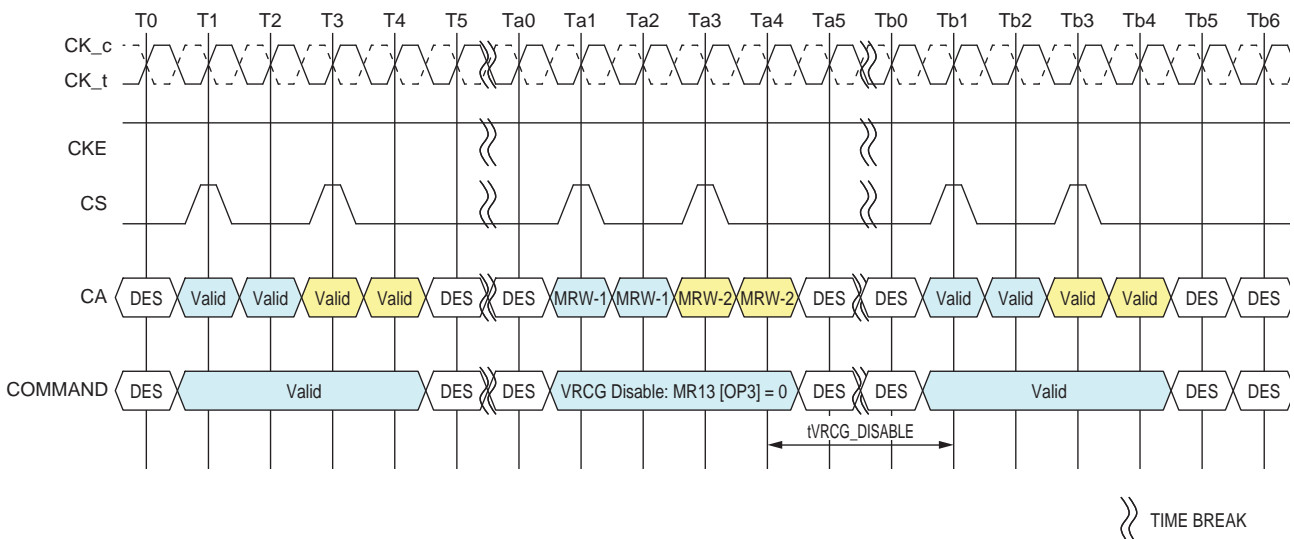 T0 T1 T2 T3 T4 T5 Ta0 Ta1 Ta2 Ta3 Ta4 Ta5 Tb0 Tb1 Tb2 Tb3 Tb4 Tb5 Tb6
CK_c
CK_t
CKE
CS
CA DES Valid Valid Valid Valid DES DES MRW-1 MRW-1 MRW-2 MRW-2 DES DES Valid Valid Valid Valid DES DES
COMMAND DES Valid DES DES VRCG Disable: MR13 [OP3] = 0 DES DES Valid DES DES
tVRCG_DISABLE
TIME BREAK